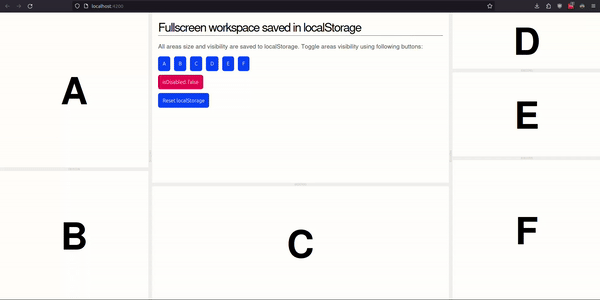 localhost:4200
Fullscreen workspace saved in localStorage
All areas size and visibility are saved to localStorage. Toggle areas visibility using following buttons:
A B C D E F
isDisabled: false
Reset localStorage
A
B
C
D
E
F